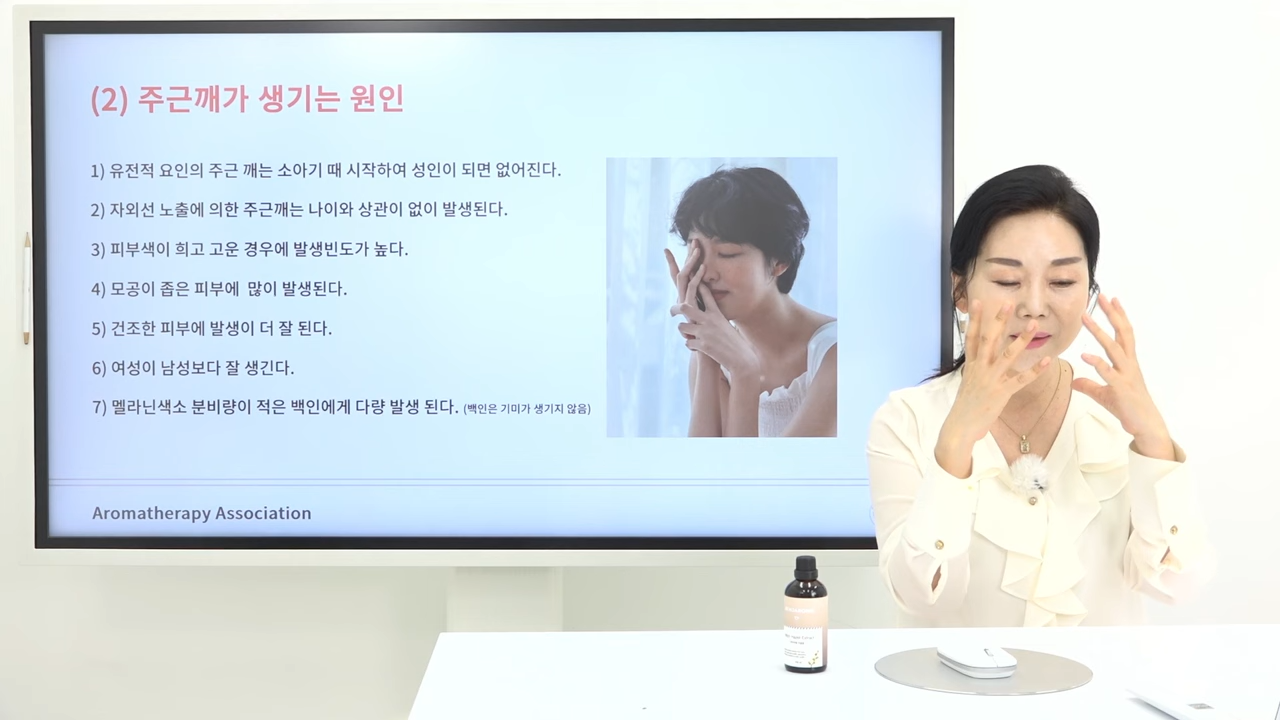 (2) 주근깨가 생기는 원인
1) 유전적 요인의 주근 깨는 소아기 때 시작하여 성인이 되면 없어진다.
2) 자외선 노출에 의한 주근깨는 나이와 상관이 없이 발생된다.
3) 피부색이 희고 고운 경우에 발생빈도가 높다.
4) 모공이 좁은 피부에 많이 발생된다.
5) 건조한 피부에 발생이 더 잘 된다.
6) 여성이 남성보다 잘 생긴다.
7) 멜라닌색소 분비량이 적은 백인에게 다량 발생 된다. (백인은 기미가 생기지 않음)
Aromatherapy Association